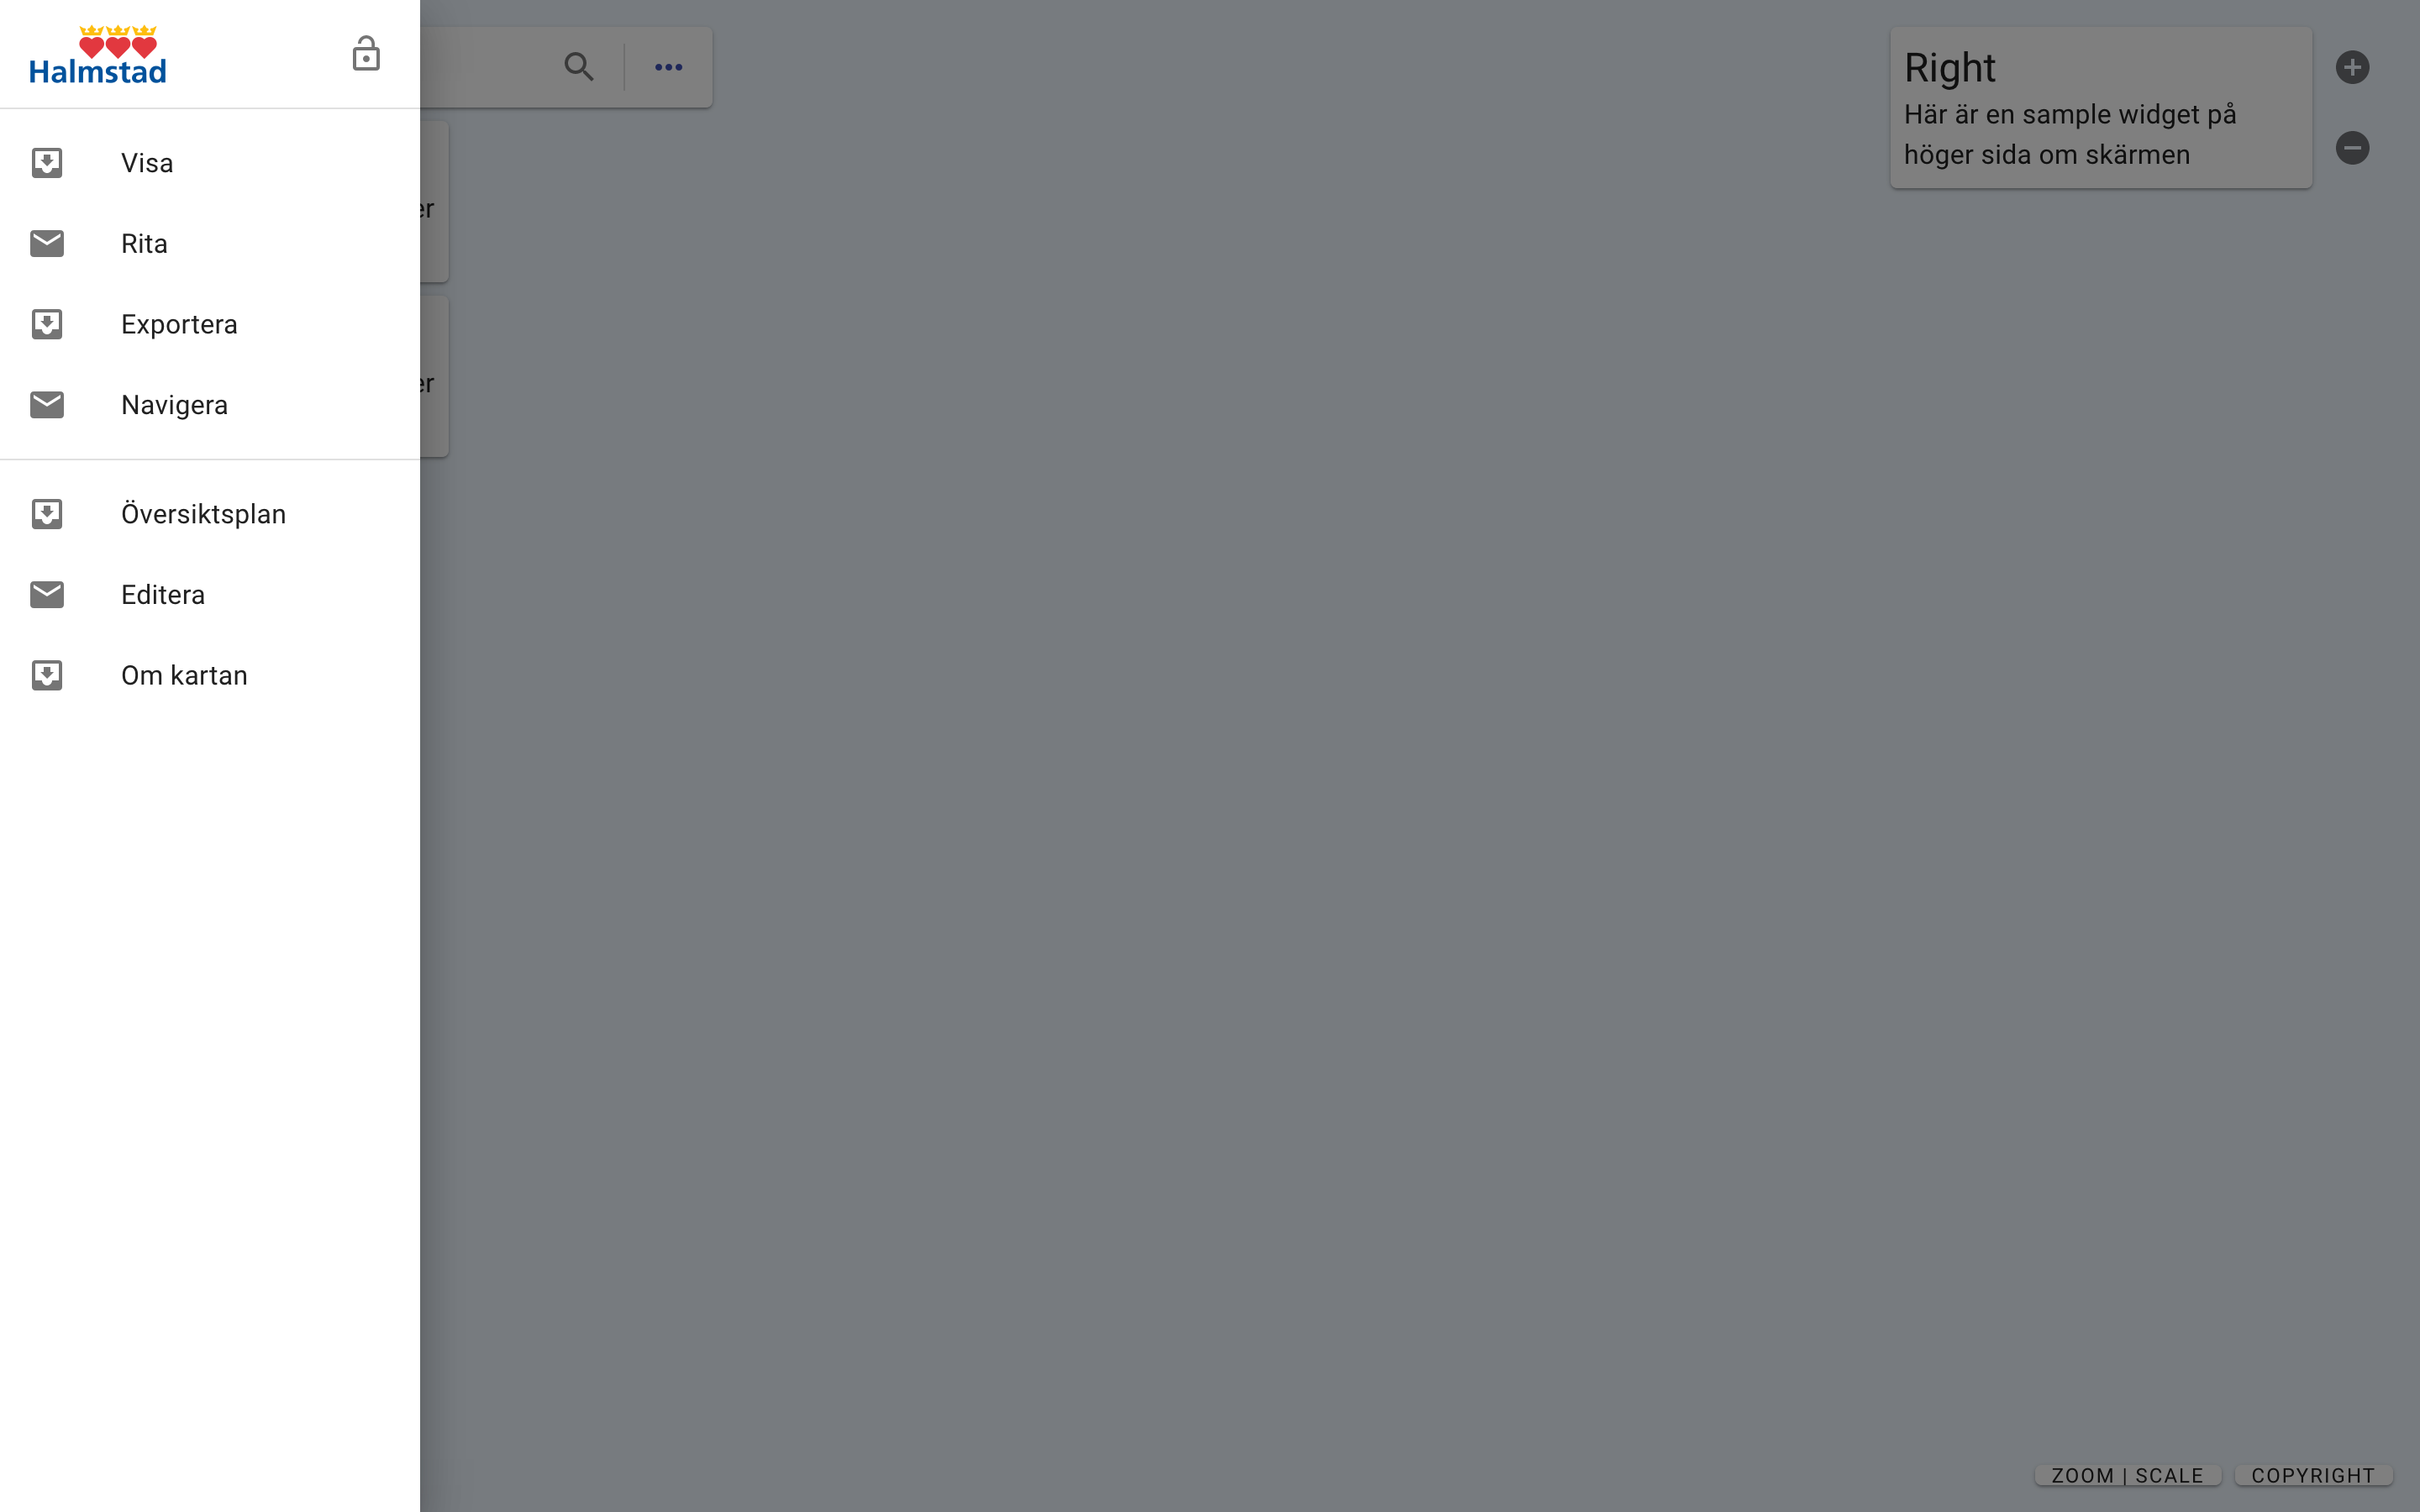 Halmstad
Visa
Rita
Exportera
Navigera
Översiktsplan
Editera
Om kartan
er
er
Right
Här är en sample widget på
höger sida om skärmen
ZOOM | SCALE
COPYRIGHT